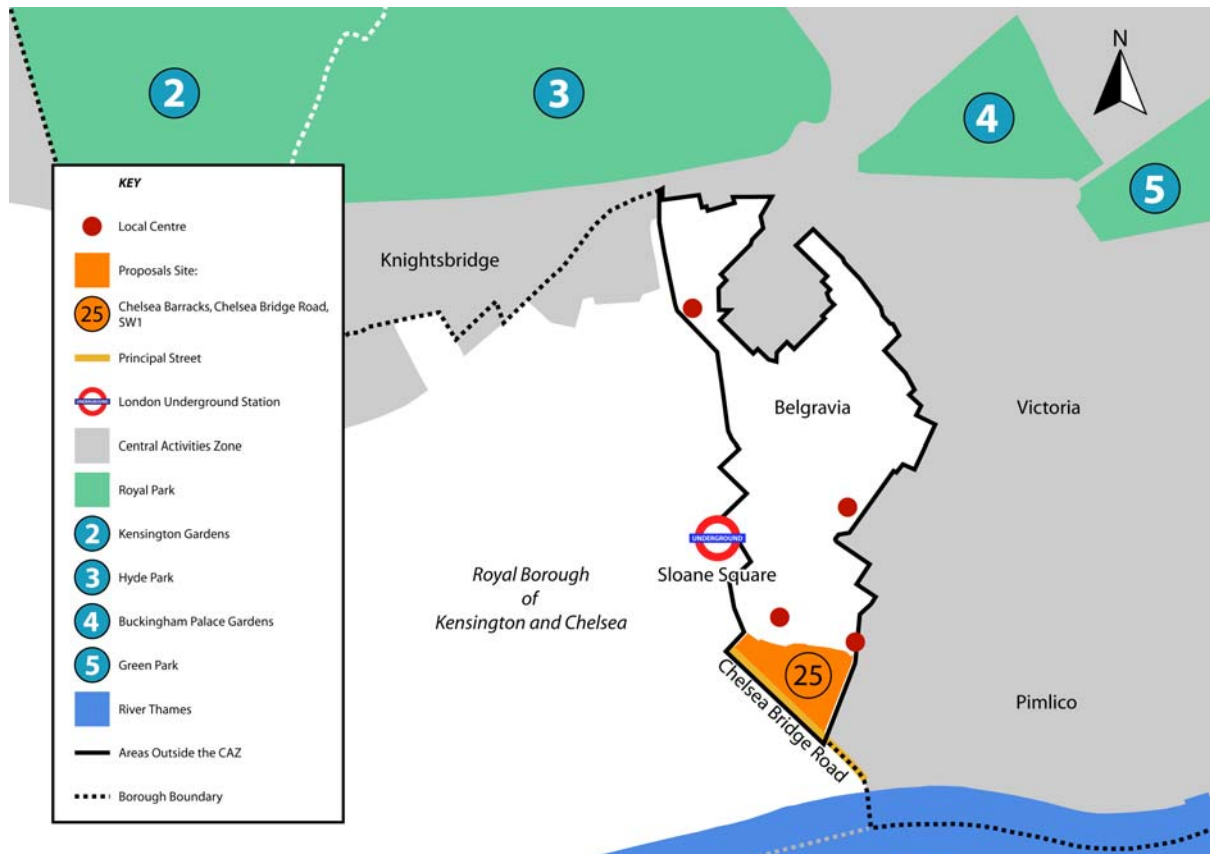 2
3
4
5
N
KEY
Local Centre
Proposals Site:
25
Chelsea Barracks, Chelsea Bridge Road,
SW1
Principal Street
UNDERGROUND
London Underground Station
Central Activities Zone
Royal Park
2
Kensington Gardens
3
Hyde Park
4
Buckingham Palace Gardens
5
Green Park
River Thames
Areas Outside the CAZ
Borough Boundary
Knightsbridge
Belgravia
Victoria
UNDERGROUND
Sloane Square
Royal Borough
of
Kensington and Chelsea
25
Chelsea Bridge Road
Pimlico